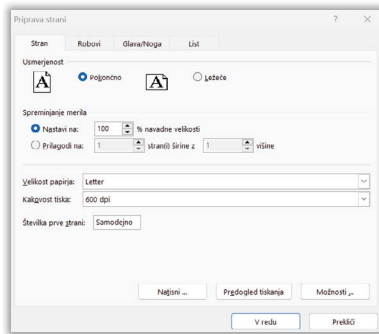 Priprava strani ? ×
Stran Robovi Glava/Noga List
Usmerjenost
A Pokončno A Ležeče
Spreminjanje merila
Nastavi na: 100 % navadne velikosti
Prilagodi na: 1 stran(i) širine z 1 višine
Velikost papirja: Letter
Kakovost tiska: 600 dpi
Številka prve strani: Samodejno
Natisni ... Predogled tiskanja Možnosti ...
V redu Prekliči